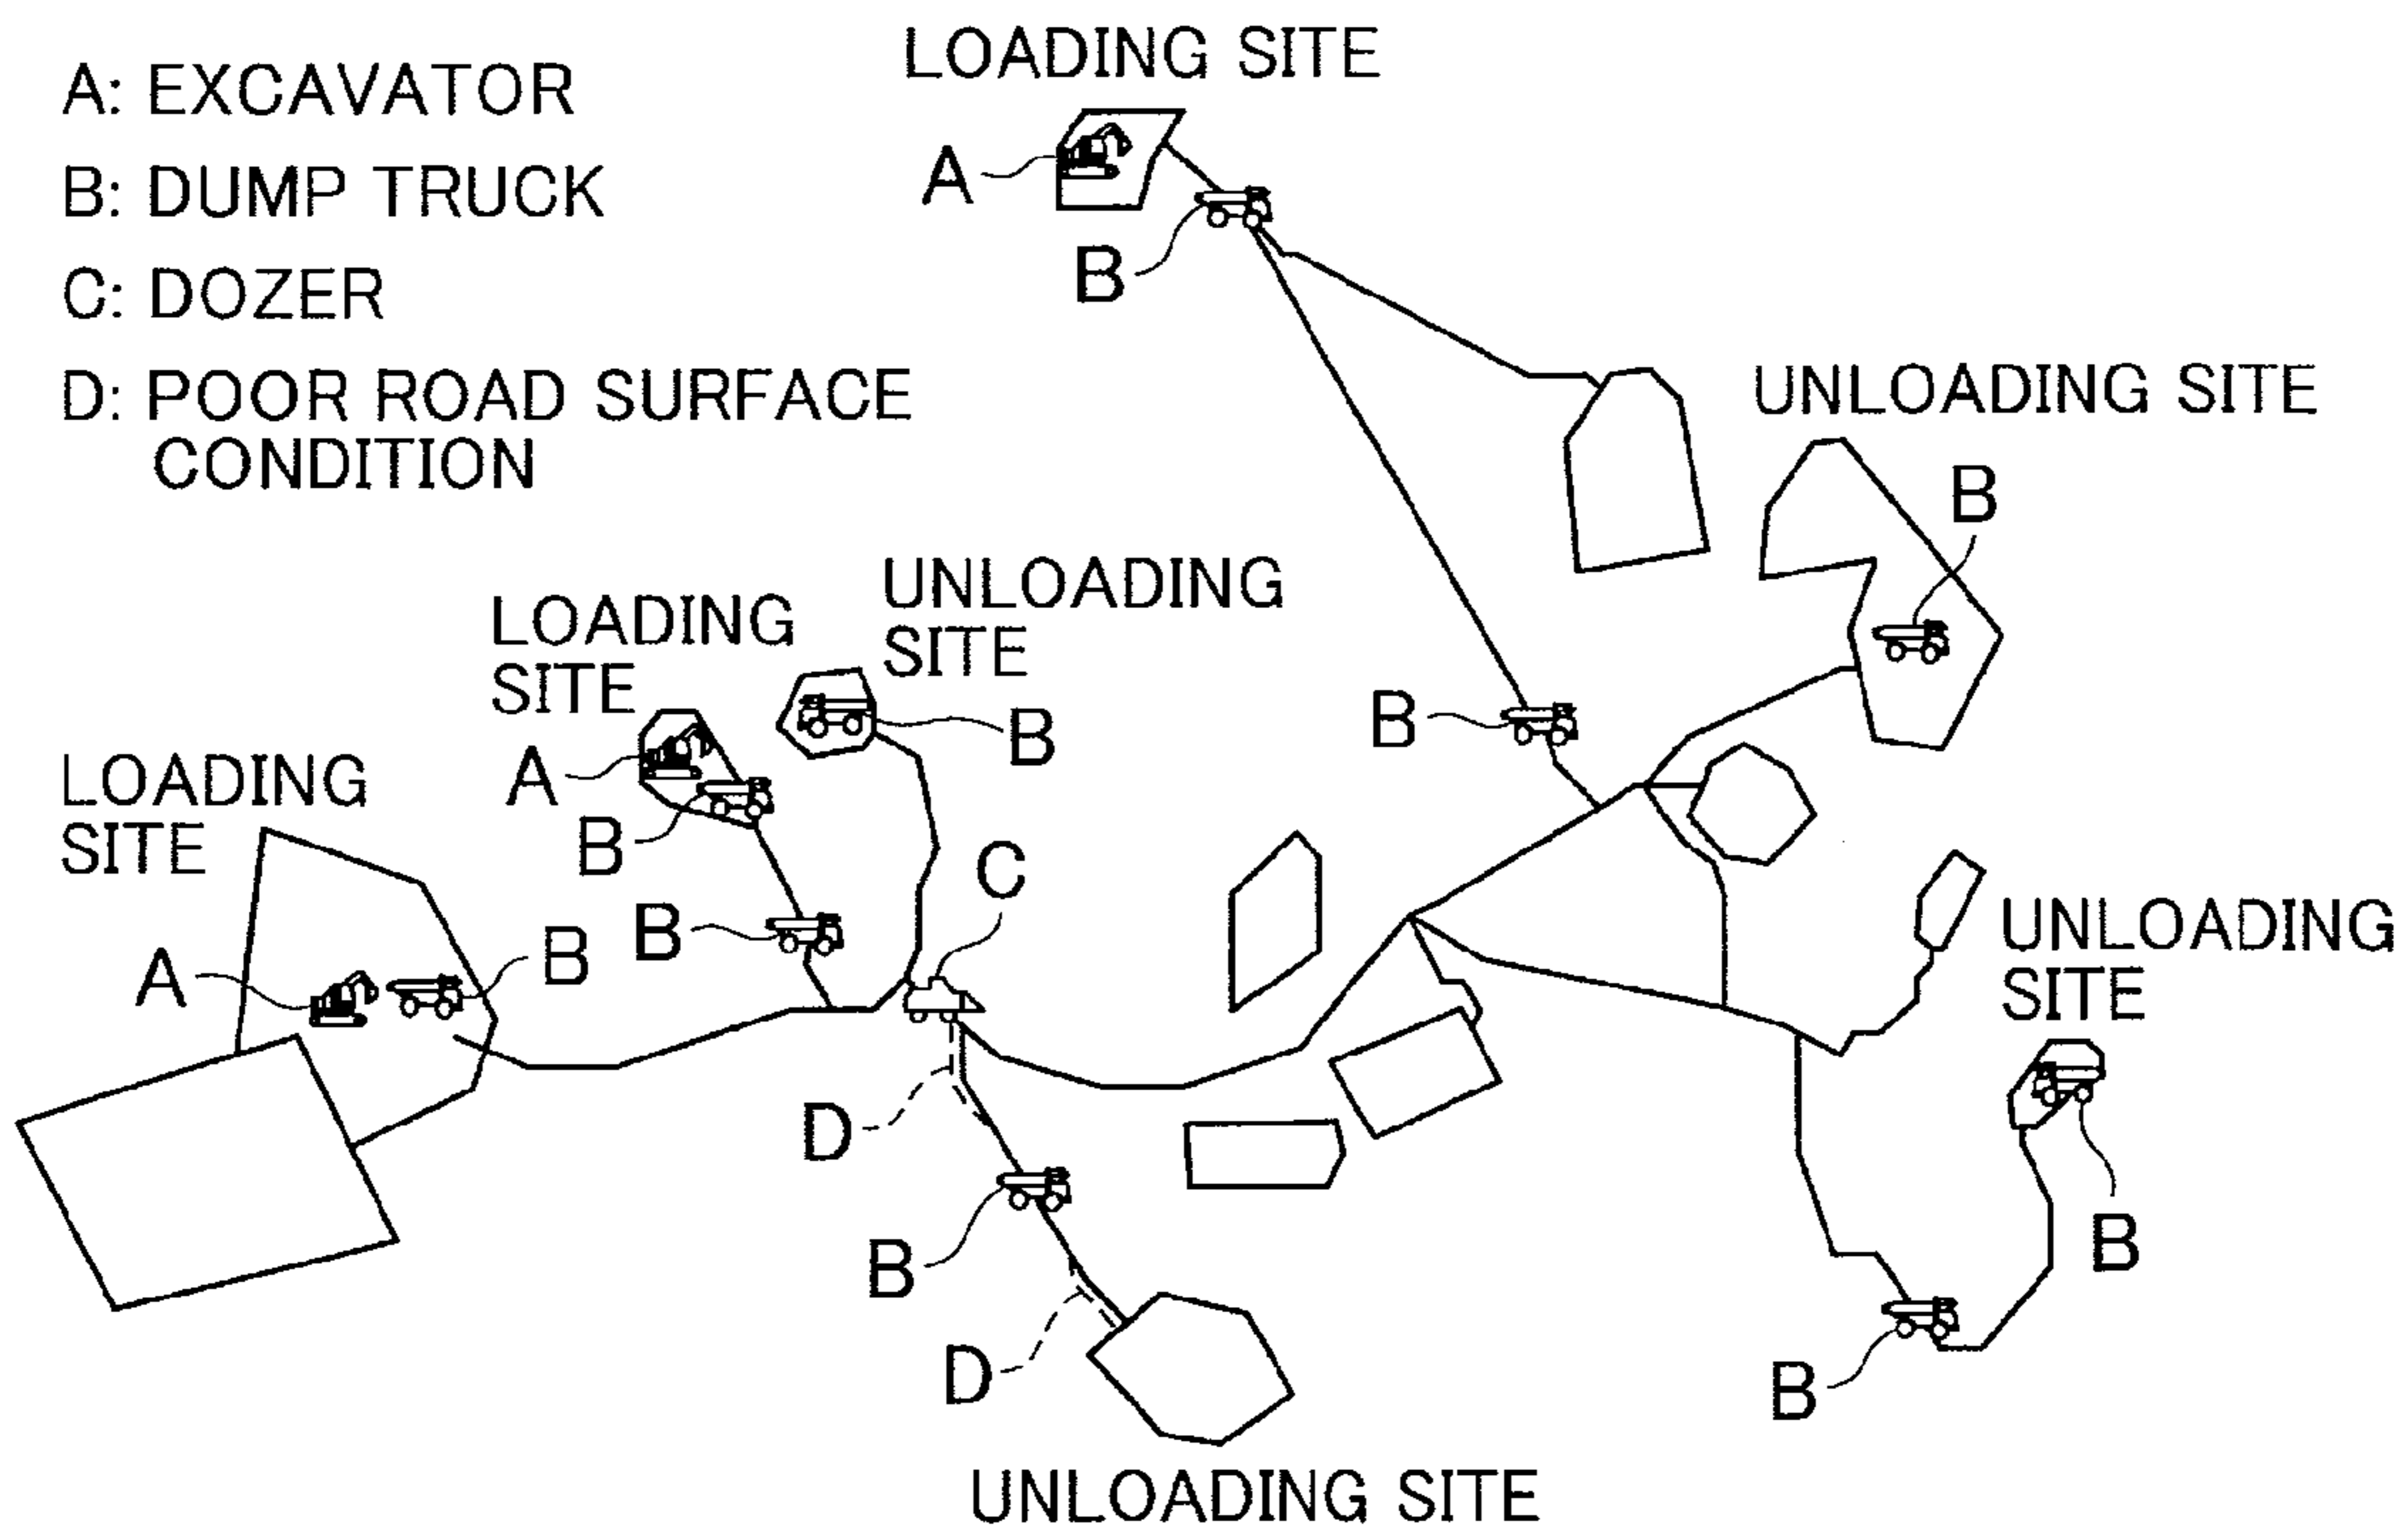 A: EXCAVATOR
B: DUMP TRUCK
C: DOZER
D: POOR ROAD SURFACE
CONDITION
LOADING SITE
A
B
UNLOADING SITE
B
UNLOADING
SITE
B
LOADING
SITE
A
B
B
B
LOADING
SITE
A
B
C
UNLOADING
SITE
B
B
D
B
D
UNLOADING SITE